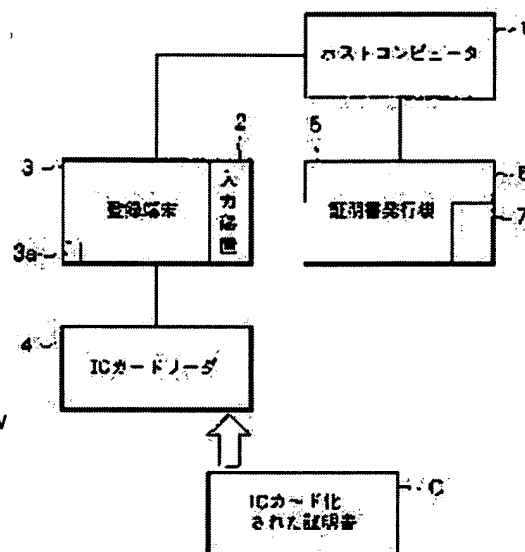 ホストコンピュータ
1
2
5
3
登録端末
入力装置
証明書発行機
6
7
3a
4
ICカードリーダ
ICカード化
された証明書
C